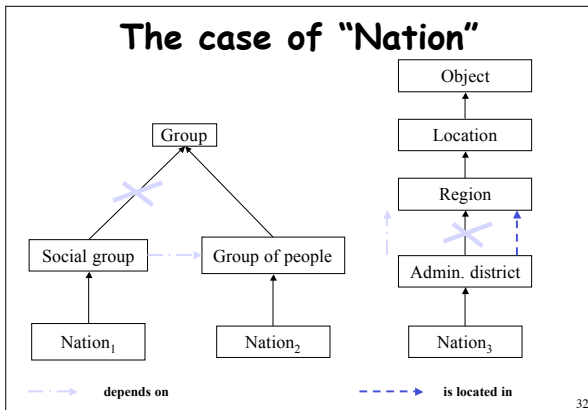 The case of “Nation”
Object
Group
Location
Region
Social group
Group of people
Admin. district
Nation1
Nation2
Nation3
depends on
is located in
32